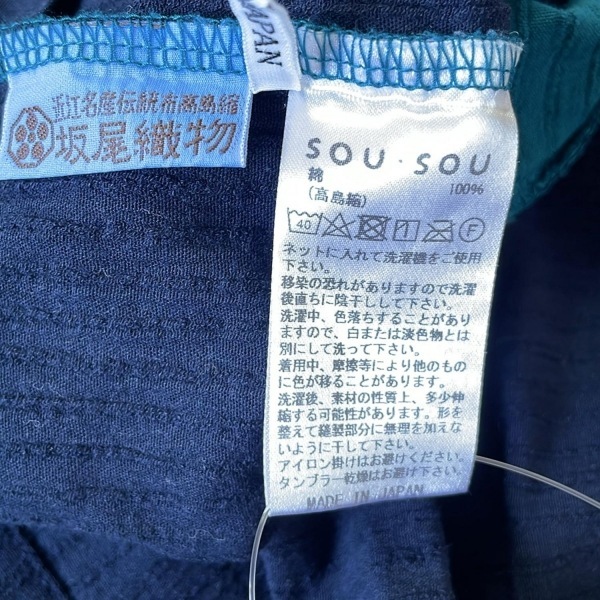 JAPAN
近江名産伝統布高島縮
坂尾織物
SOU・SOU
綿 100%
(高島縮)
40 F
ネットに入れて洗濯機をご使用
下さい。
移染の恐れがありますので洗濯
後直ちに陰干しして下さい。
洗濯中、色落ちすることがあり
ますので、白または淡色物とは
別にして洗って下さい。
着用中、摩擦等により他のもの
に色が移ることがあります。
洗濯後、素材の性質上、多少伸
縮する可能性があります。形を
整えて縫製部分に無理を加えな
いように干して下さい。
アイロン掛けはお避けください。
タンブラー乾燥はお避け下さい。
MADE IN JAPAN